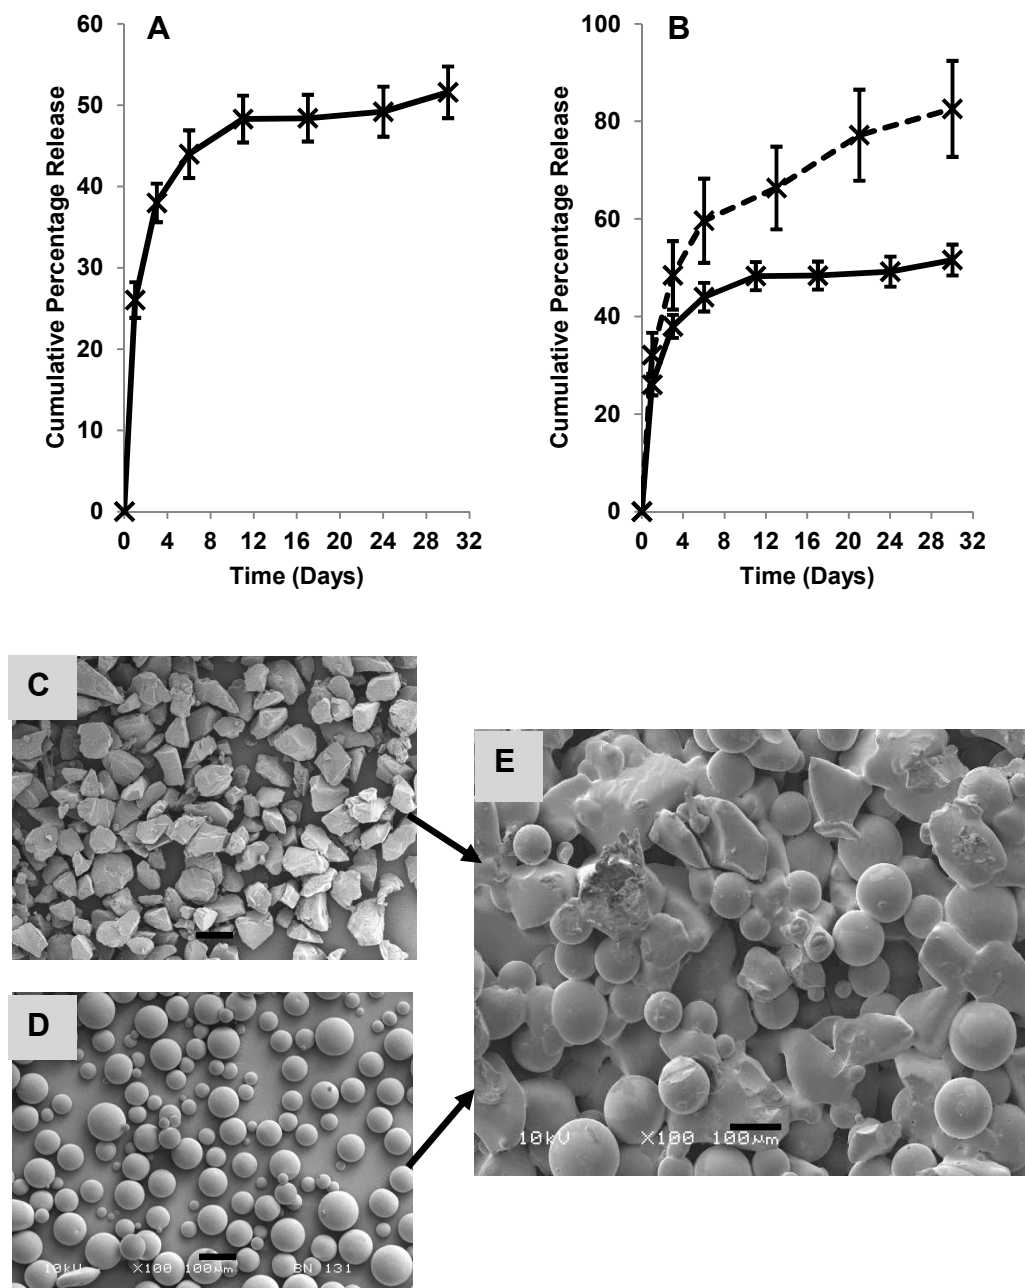 A
60
50
40
30
20
10
0
Cumulative Percentage Release
0 4 8 12 16 20 24 28 32
Time (Days)
B
100
80
60
40
20
0
Cumulative Percentage Release
0 4 8 12 16 20 24 28 32
Time (Days)
C
D
10kV X100 100µm BN 131
E
10kV X100 100µm